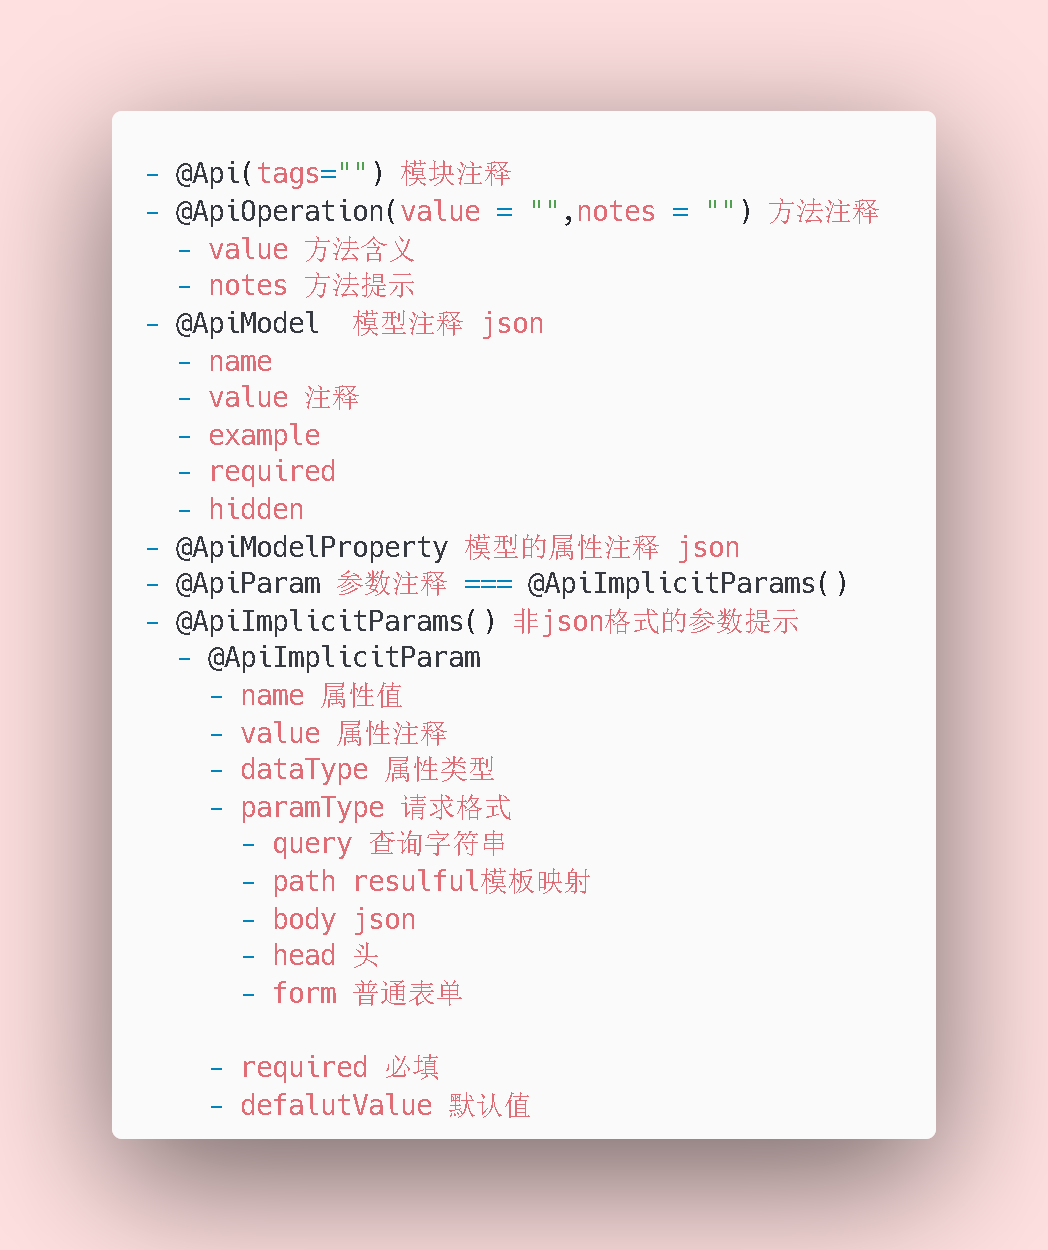 - @Api(tags="") 模块注释
- @ApiOperation(value = "",notes = "") 方法注释
  - value 方法含义
  - notes 方法提示
- @ApiModel  模型注释 json
  - name
  - value 注释
  - example
  - required
  - hidden
- @ApiModelProperty 模型的属性注释 json
- @ApiParam 参数注释 === @ApiImplicitParams()
- @ApiImplicitParams() 非json格式的参数提示
  - @ApiImplicitParam
    - name 属性值
    - value 属性注释
    - dataType 属性类型
    - paramType 请求格式
      - query 查询字符串
      - path resulful模板映射
      - body json
      - head 头
      - form 普通表单
    - required 必填
    - defalutValue 默认值